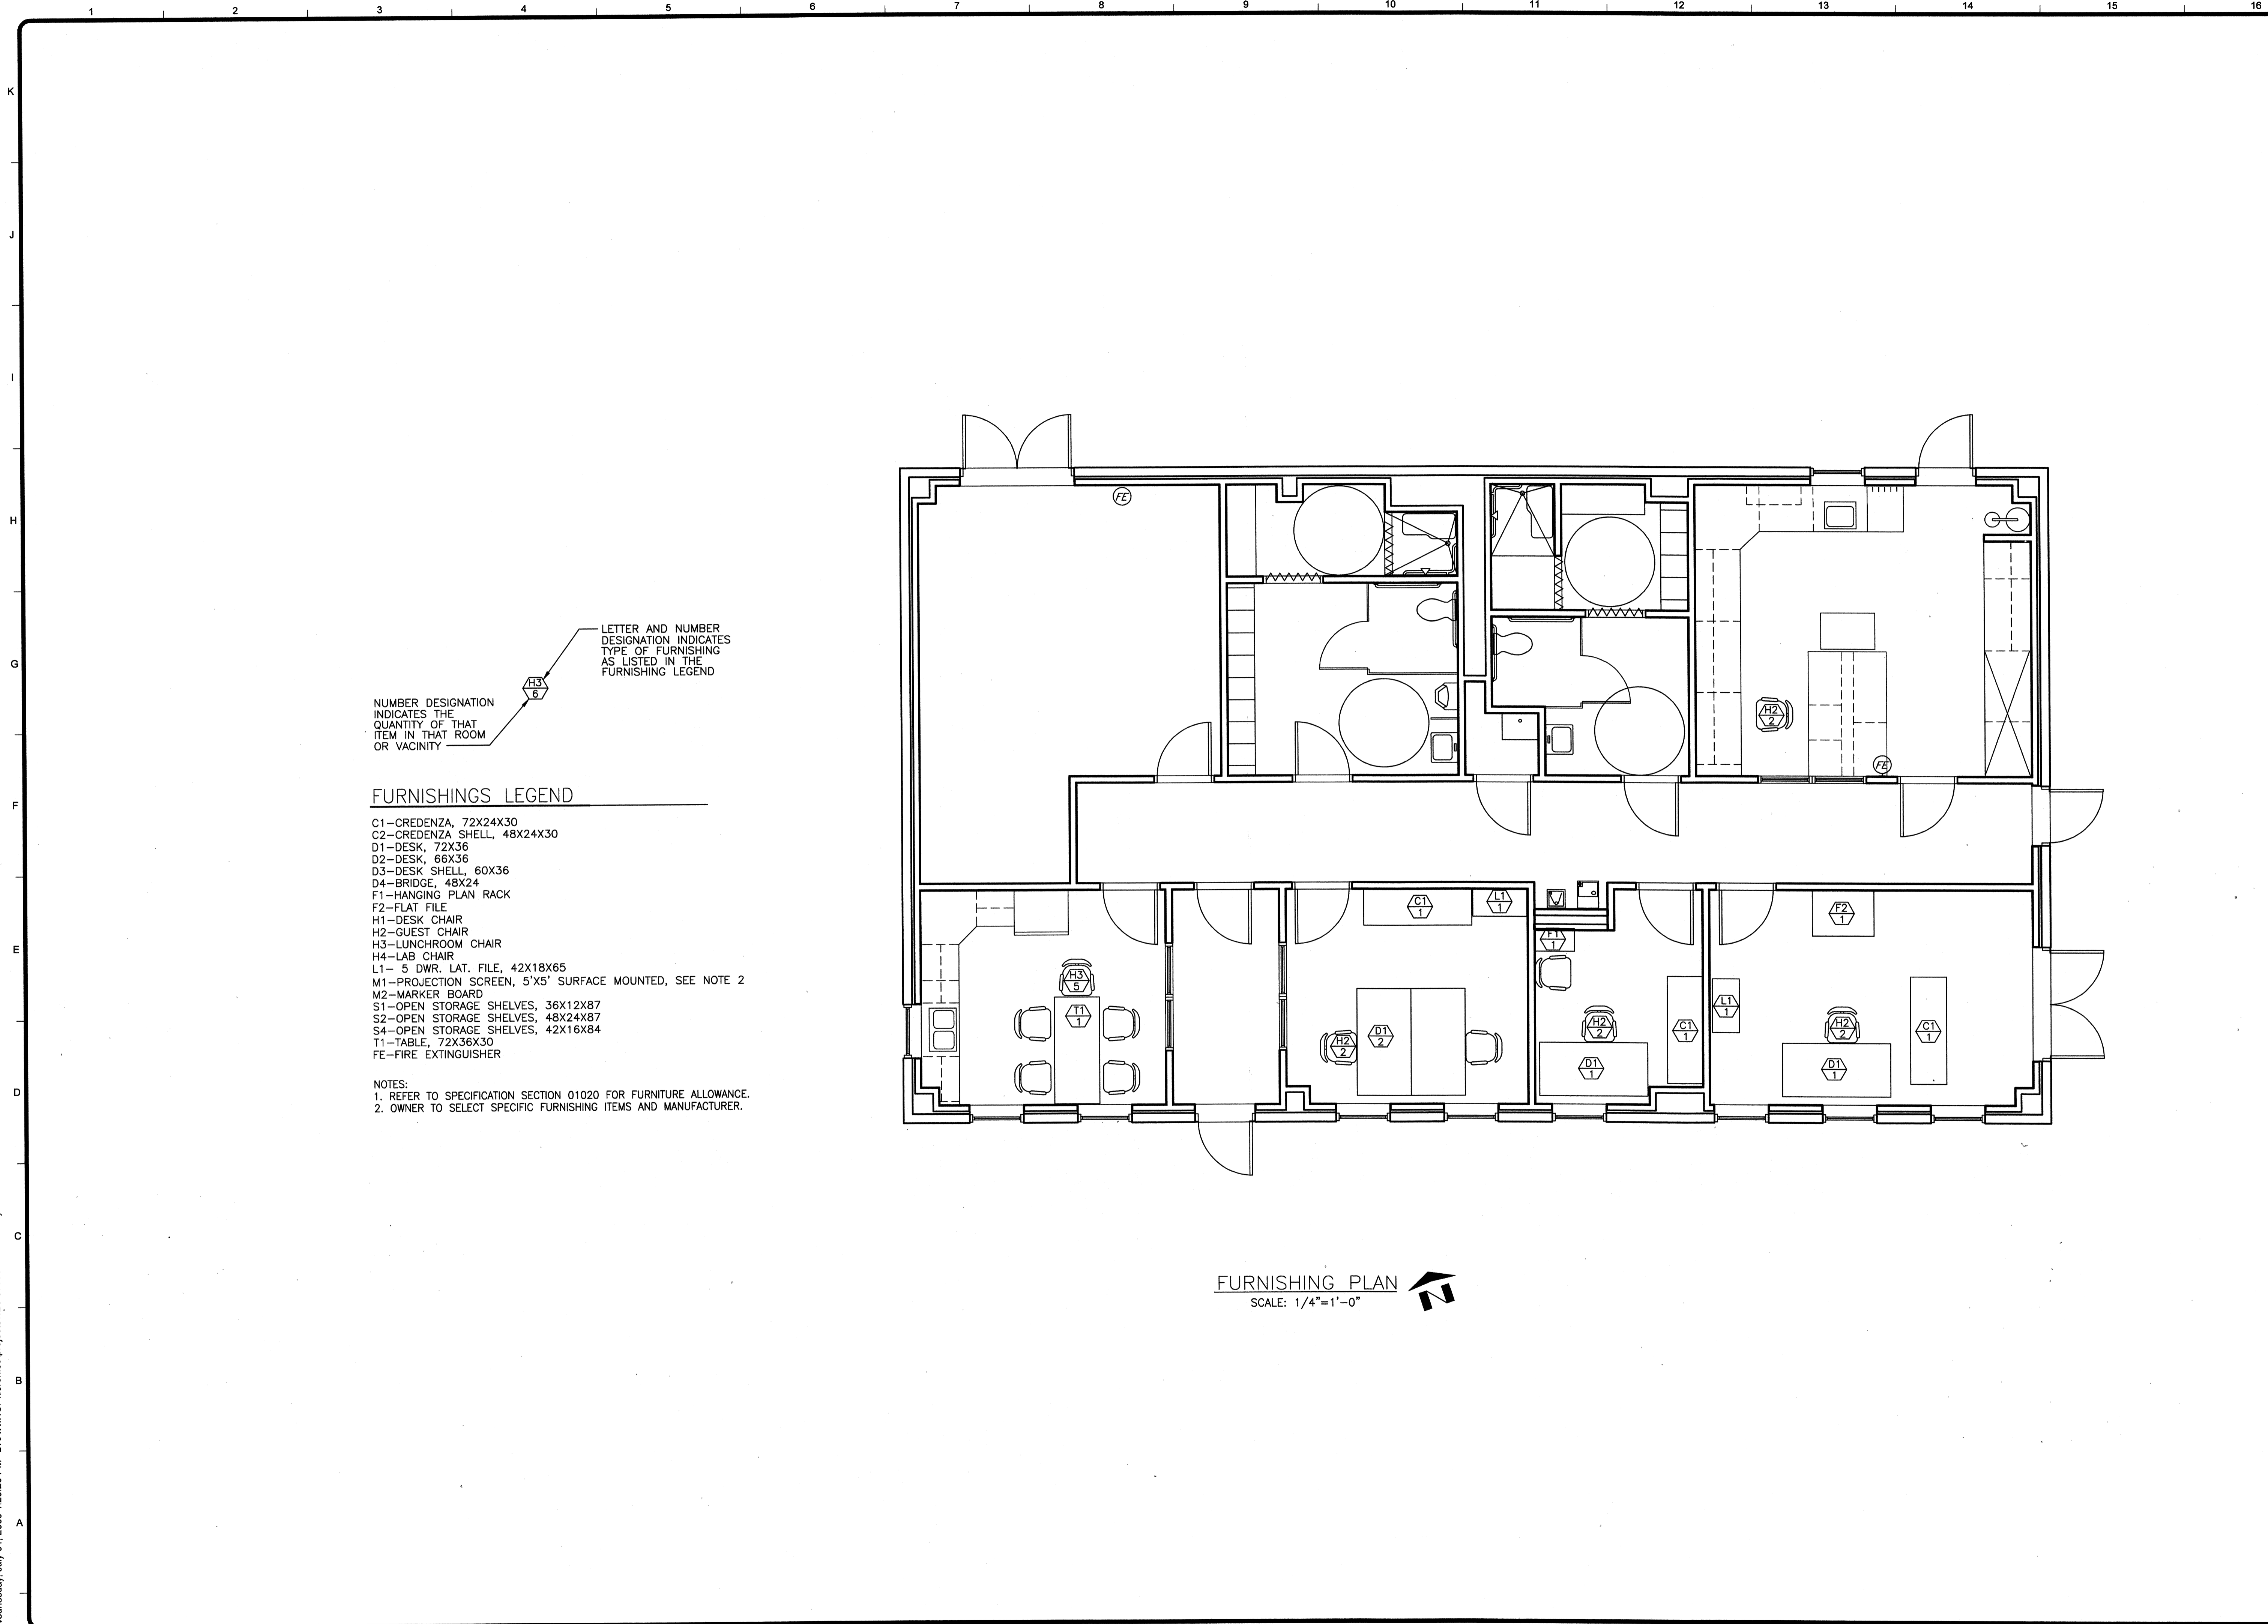 1 2 3 4 5 6 7 8 9 10 11 12 13 14 15 16
K
J
I
H
G
F
E
D
C
B
A
FE
LETTER AND NUMBER
DESIGNATION INDICATES
TYPE OF FURNISHING
AS LISTED IN THE
FURNISHING LEGEND
H3
6
NUMBER DESIGNATION
INDICATES THE
QUANTITY OF THAT
ITEM IN THAT ROOM
OR VACINITY
H2
2
FE
FURNISHINGS LEGEND
C1-CREDENZA, 72X24X30
C2-CREDENZA SHELL, 48X24X30
D1-DESK, 72X36
D2-DESK, 66X36
D3-DESK SHELL, 60X36
D4-BRIDGE, 48X24
F1-HANGING PLAN RACK
F2-FLAT FILE
H1-DESK CHAIR
H2-GUEST CHAIR
H3-LUNCHROOM CHAIR
H4-LAB CHAIR
L1- 5 DWR. LAT. FILE, 42X18X65
M1-PROJECTION SCREEN, 5'X5' SURFACE MOUNTED, SEE NOTE 2
M2-MARKER BOARD
S1-OPEN STORAGE SHELVES, 36X12X87
S2-OPEN STORAGE SHELVES, 48X24X87
S4-OPEN STORAGE SHELVES, 42X16X84
T1-TABLE, 72X36X30
FE-FIRE EXTINGUISHER
NOTES:
1. REFER TO SPECIFICATION SECTION 01020 FOR FURNITURE ALLOWANCE.
2. OWNER TO SELECT SPECIFIC FURNISHING ITEMS AND MANUFACTURER.
H3
5
T1
1
C1
1
L1
1
H2
2
D1
2
F1
1
H2
2
C1
1
D1
1
F2
1
L1
1
H2
2
C1
1
D1
1
FURNISHING PLAN
SCALE: 1/4"=1'-0"
N